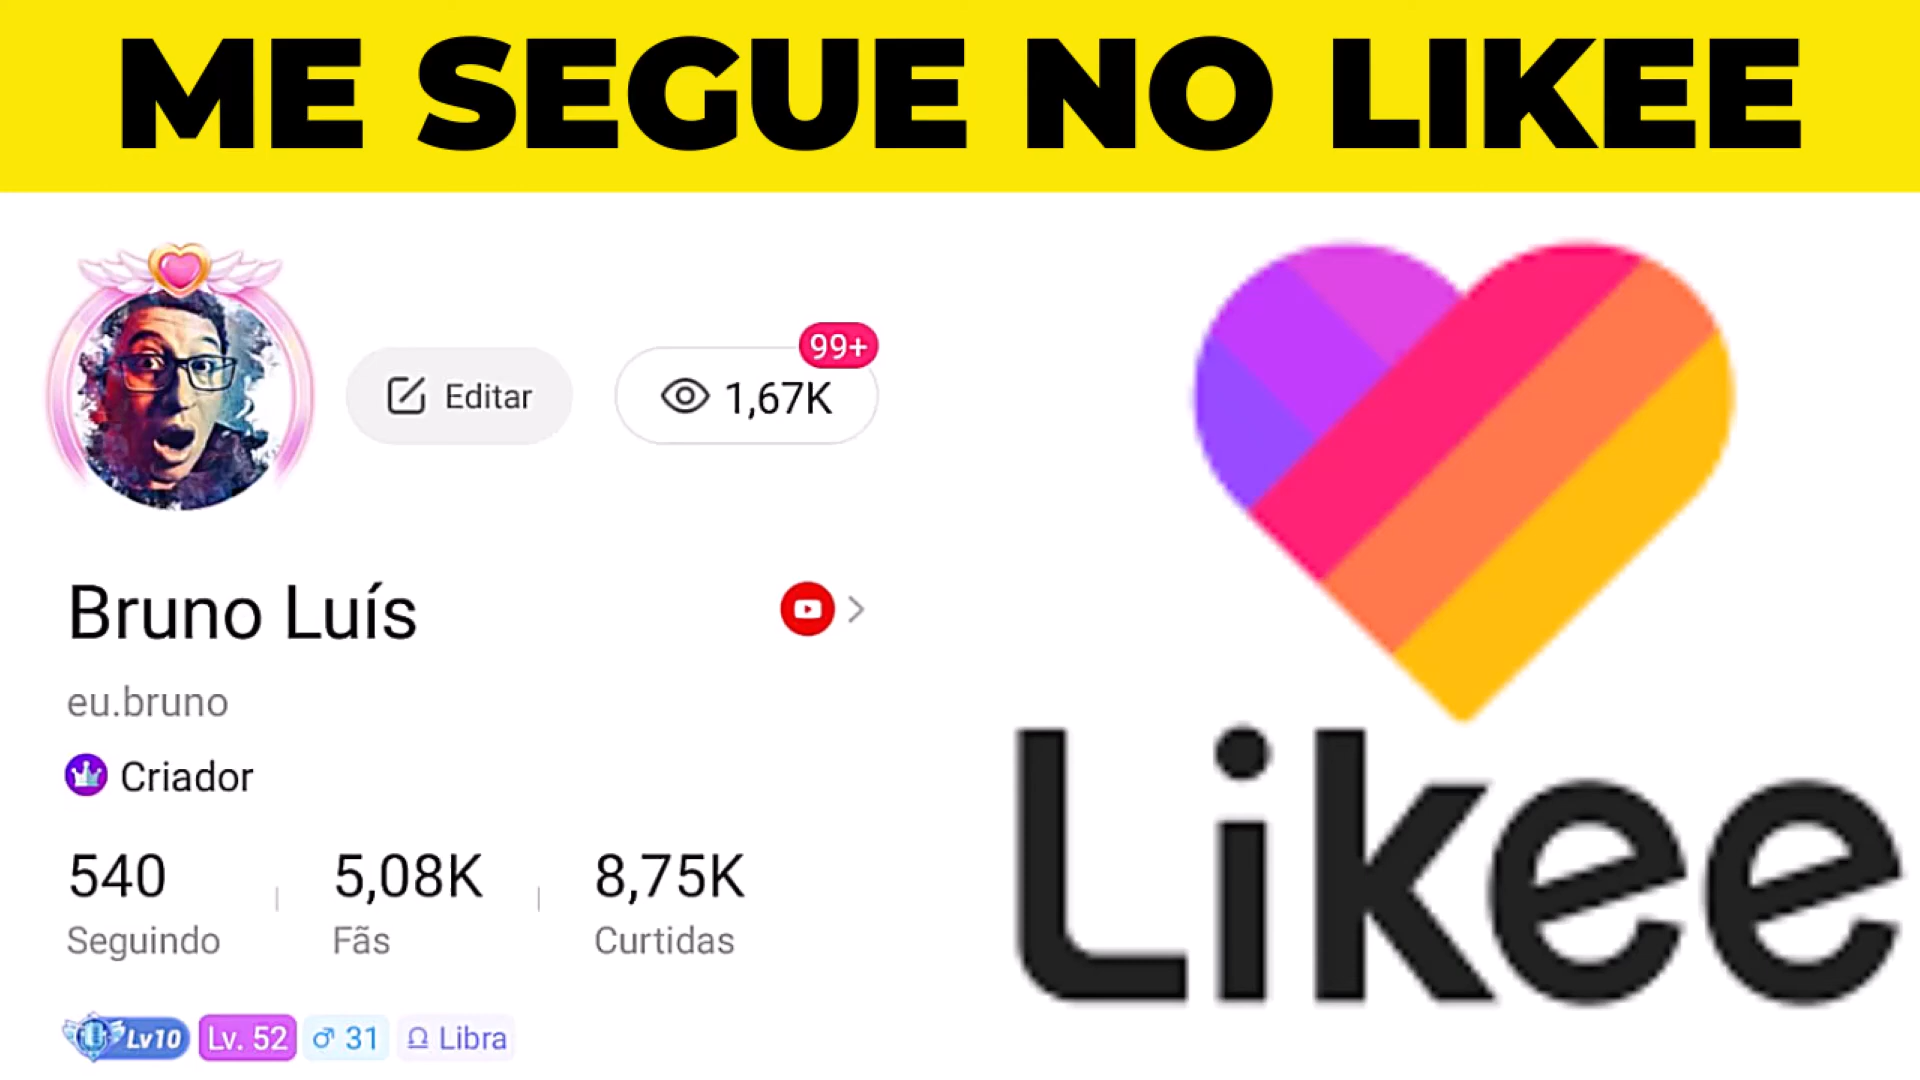 ME SEGUE NO LIKEE
99+
Editar
1,67K
Bruno Luís
eu.bruno
Criador
540
5,08K
8,75K
Seguindo
Fãs
Curtidas
Lv10 Lv. 52 ♂ 31 ♎ Libra
Likee